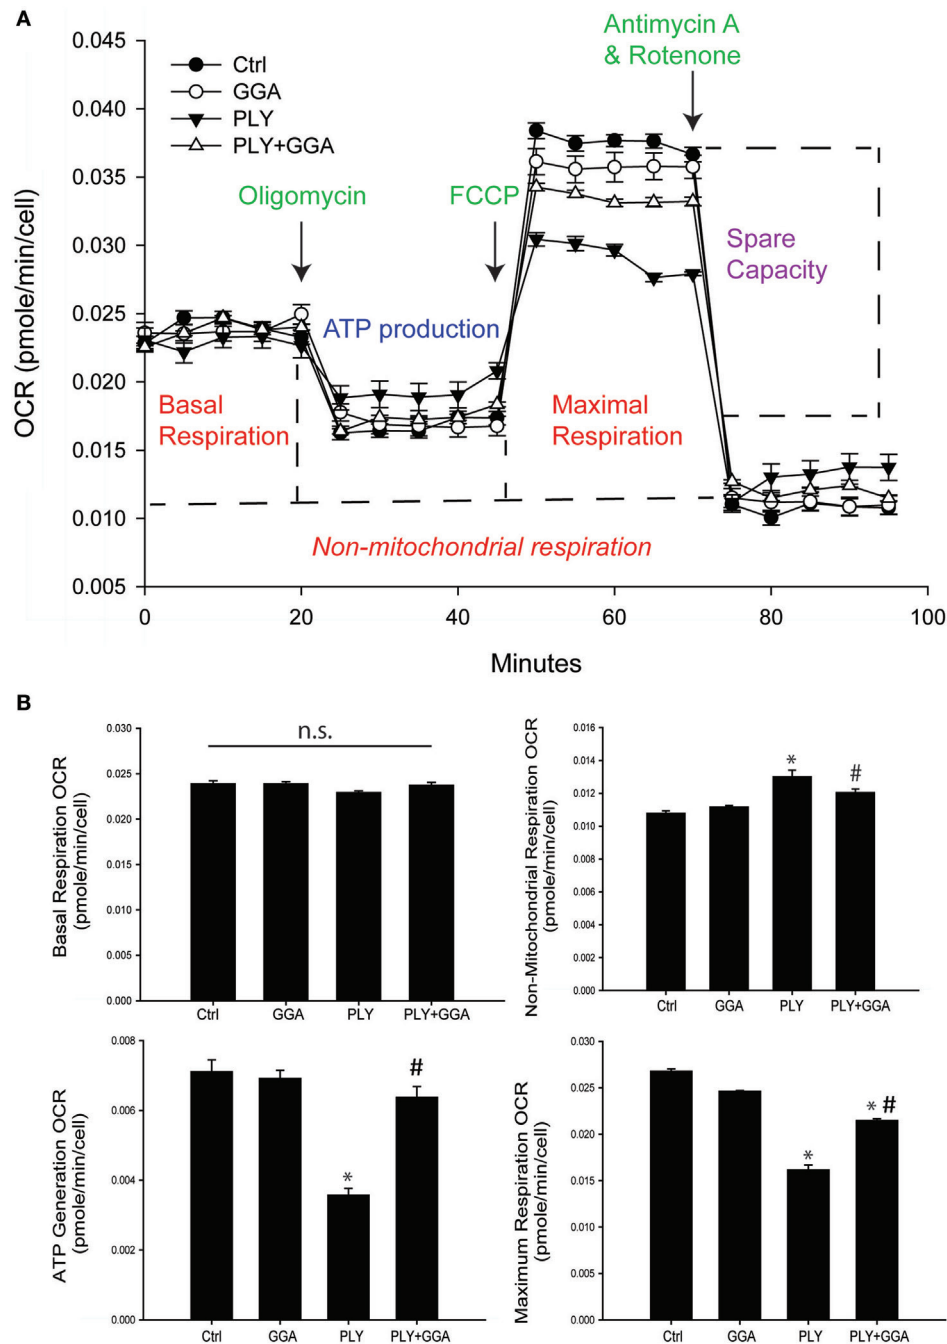 A
0.045
0.040
0.035
0.030
0.025
0.020
0.015
0.010
0.005
OCR (pmole/min/cell)
Ctrl
GGA
PLY
PLY+GGA
Oligomycin
FCCP
Antimycin A
& Rotenone
Basal
Respiration
ATP production
Maximal
Respiration
Spare
Capacity
Non-mitochondrial respiration
0 20 40 60 80 100
Minutes
B
Basal Respiration OCR
(pmole/min/cell)
0.030
0.025
0.020
0.015
0.010
0.005
0.000
n.s.
Ctrl GGA PLY PLY+GGA
Non-Mitochondrial Respiration OCR
(pmole/min/cell)
0.016
0.014
0.012
0.010
0.008
0.006
0.004
0.002
0.000
* #
Ctrl GGA PLY PLY+GGA
ATP Generation OCR
(pmole/min/cell)
0.008
0.006
0.004
0.002
0.000
* #
Ctrl GGA PLY PLY+GGA
Maximum Respiration OCR
(pmole/min/cell)
0.030
0.025
0.020
0.015
0.010
0.005
0.000
* * #
Ctrl GGA PLY PLY+GGA